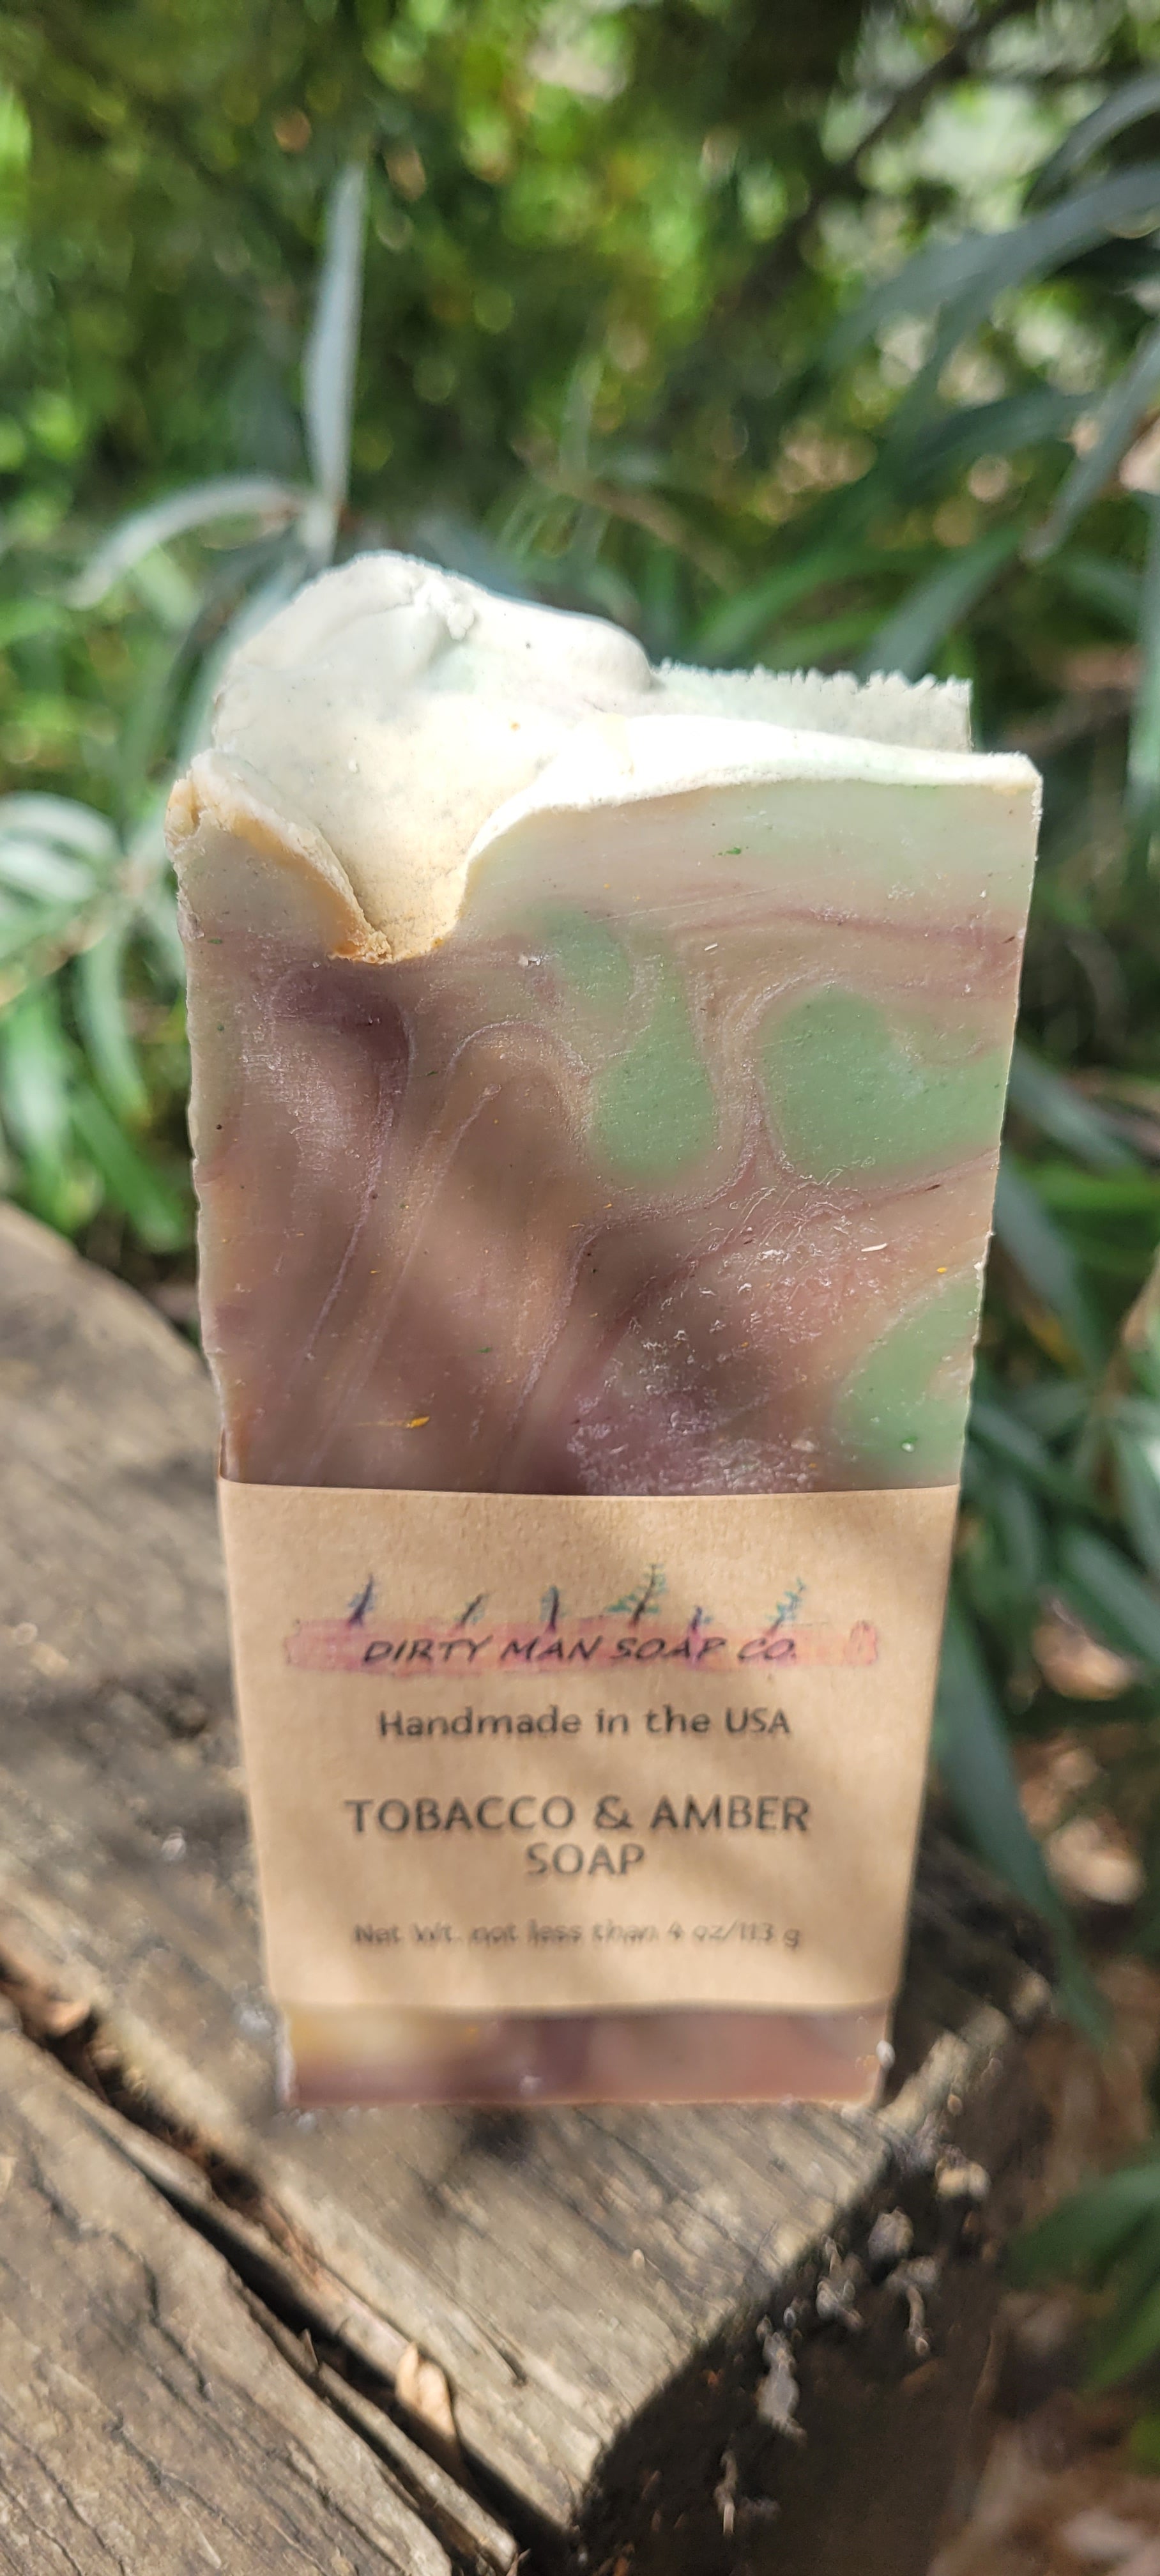 DIRTY MAN SOAP CO.
Handmade in the USA
TOBACCO & AMBER
SOAP
Net Wt. not less than 4 oz/113 g